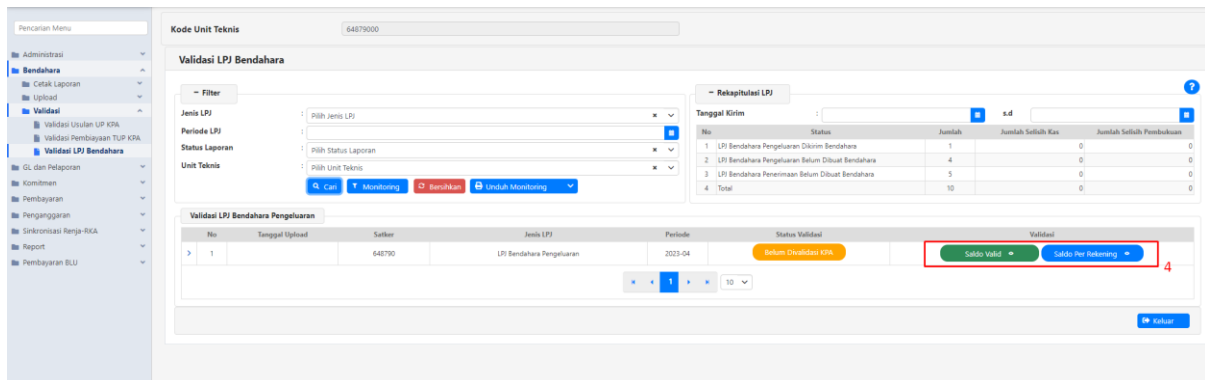 Pencarian Menu
Administrasi
Bendahara
Cetak Laporan
Upload
Validasi
Validasi Usulan UP KPA
Validasi Pembiayaan TUP KPA
Validasi LPJ Bendahara
GL dan Pelaporan
Komitmen
Pembayaran
Penganggaran
Sinkronisasi Renja-RKA
Report
Pembayaran BLU
Kode Unit Teknis 64879000
Validasi LPJ Bendahara
− Filter
Jenis LPJ : Pilih Jenis LPJ
Periode LPJ :
Status Laporan : Pilih Status Laporan
Unit Teknis : Pilih Unit Teknis
Cari Monitoring Bersihkan Unduh Monitoring
− Rekapitulasi LPJ
?
Tanggal Kirim : s.d
No Status Jumlah Jumlah Selisih Kas Jumlah Selisih Pembukuan
1 LPJ Bendahara Pengeluaran Dikirim Bendahara 1 0 0
2 LPJ Bendahara Pengeluaran Belum Dibuat Bendahara 4 0 0
3 LPJ Bendahara Penerimaan Belum Dibuat Bendahara 5 0 0
4 Total 10 0 0
Validasi LPJ Bendahara Pengeluaran
No Tanggal Upload Satker Jenis LPJ Periode Status Validasi Validasi
1 648790 LPJ Bendahara Pengeluaran 2023-04 Belum Divalidasi KPA Saldo Valid Saldo Per Rekening
4
1 10
Keluar